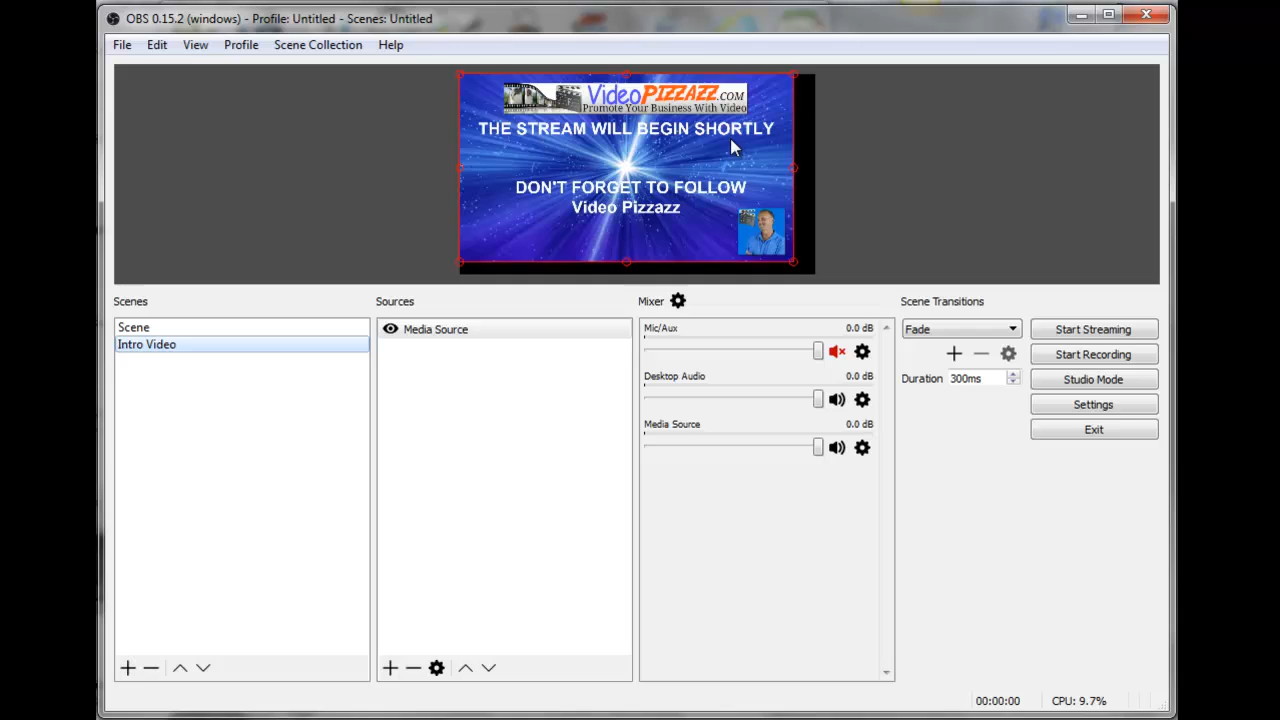 OBS 0.15.2 (windows) - Profile: Untitled - Scenes: Untitled
File Edit View Profile Scene Collection Help
VideoPIZZAZZ.COM
Promote Your Business With Video
THE STREAM WILL BEGIN SHORTLY
DON'T FORGET TO FOLLOW
Video Pizzazz
Scenes
Scene
Intro Video
Sources
Media Source
Mixer
Mic/Aux 0.0 dB
Desktop Audio 0.0 dB
Media Source 0.0 dB
Scene Transitions
Fade
Duration 300ms
Start Streaming
Start Recording
Studio Mode
Settings
Exit
00:00:00 CPU: 9.7%